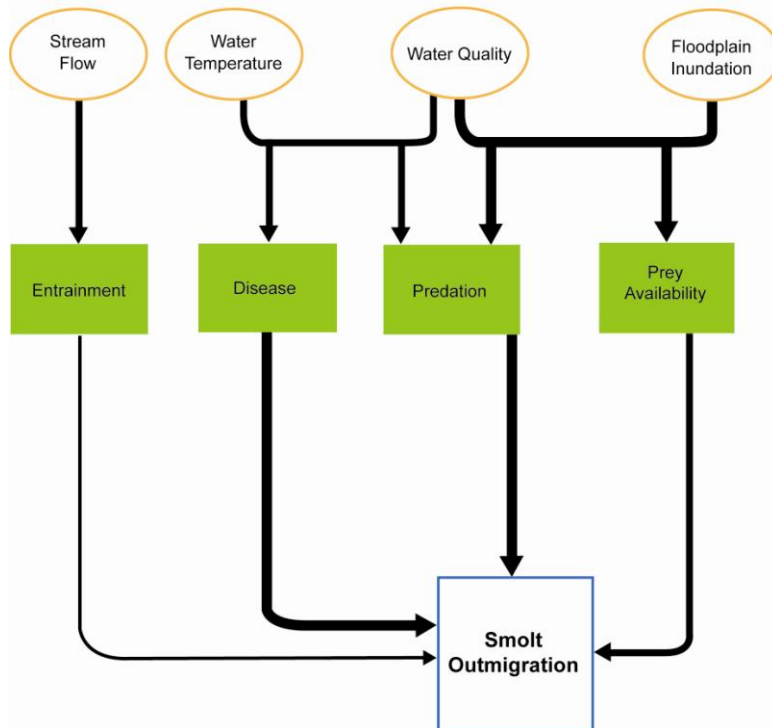 Stream
Flow
Water
Temperature
Water Quality
Floodplain
Inundation
Entrainment
Disease
Predation
Prey
Availability
Smolt
Outmigration